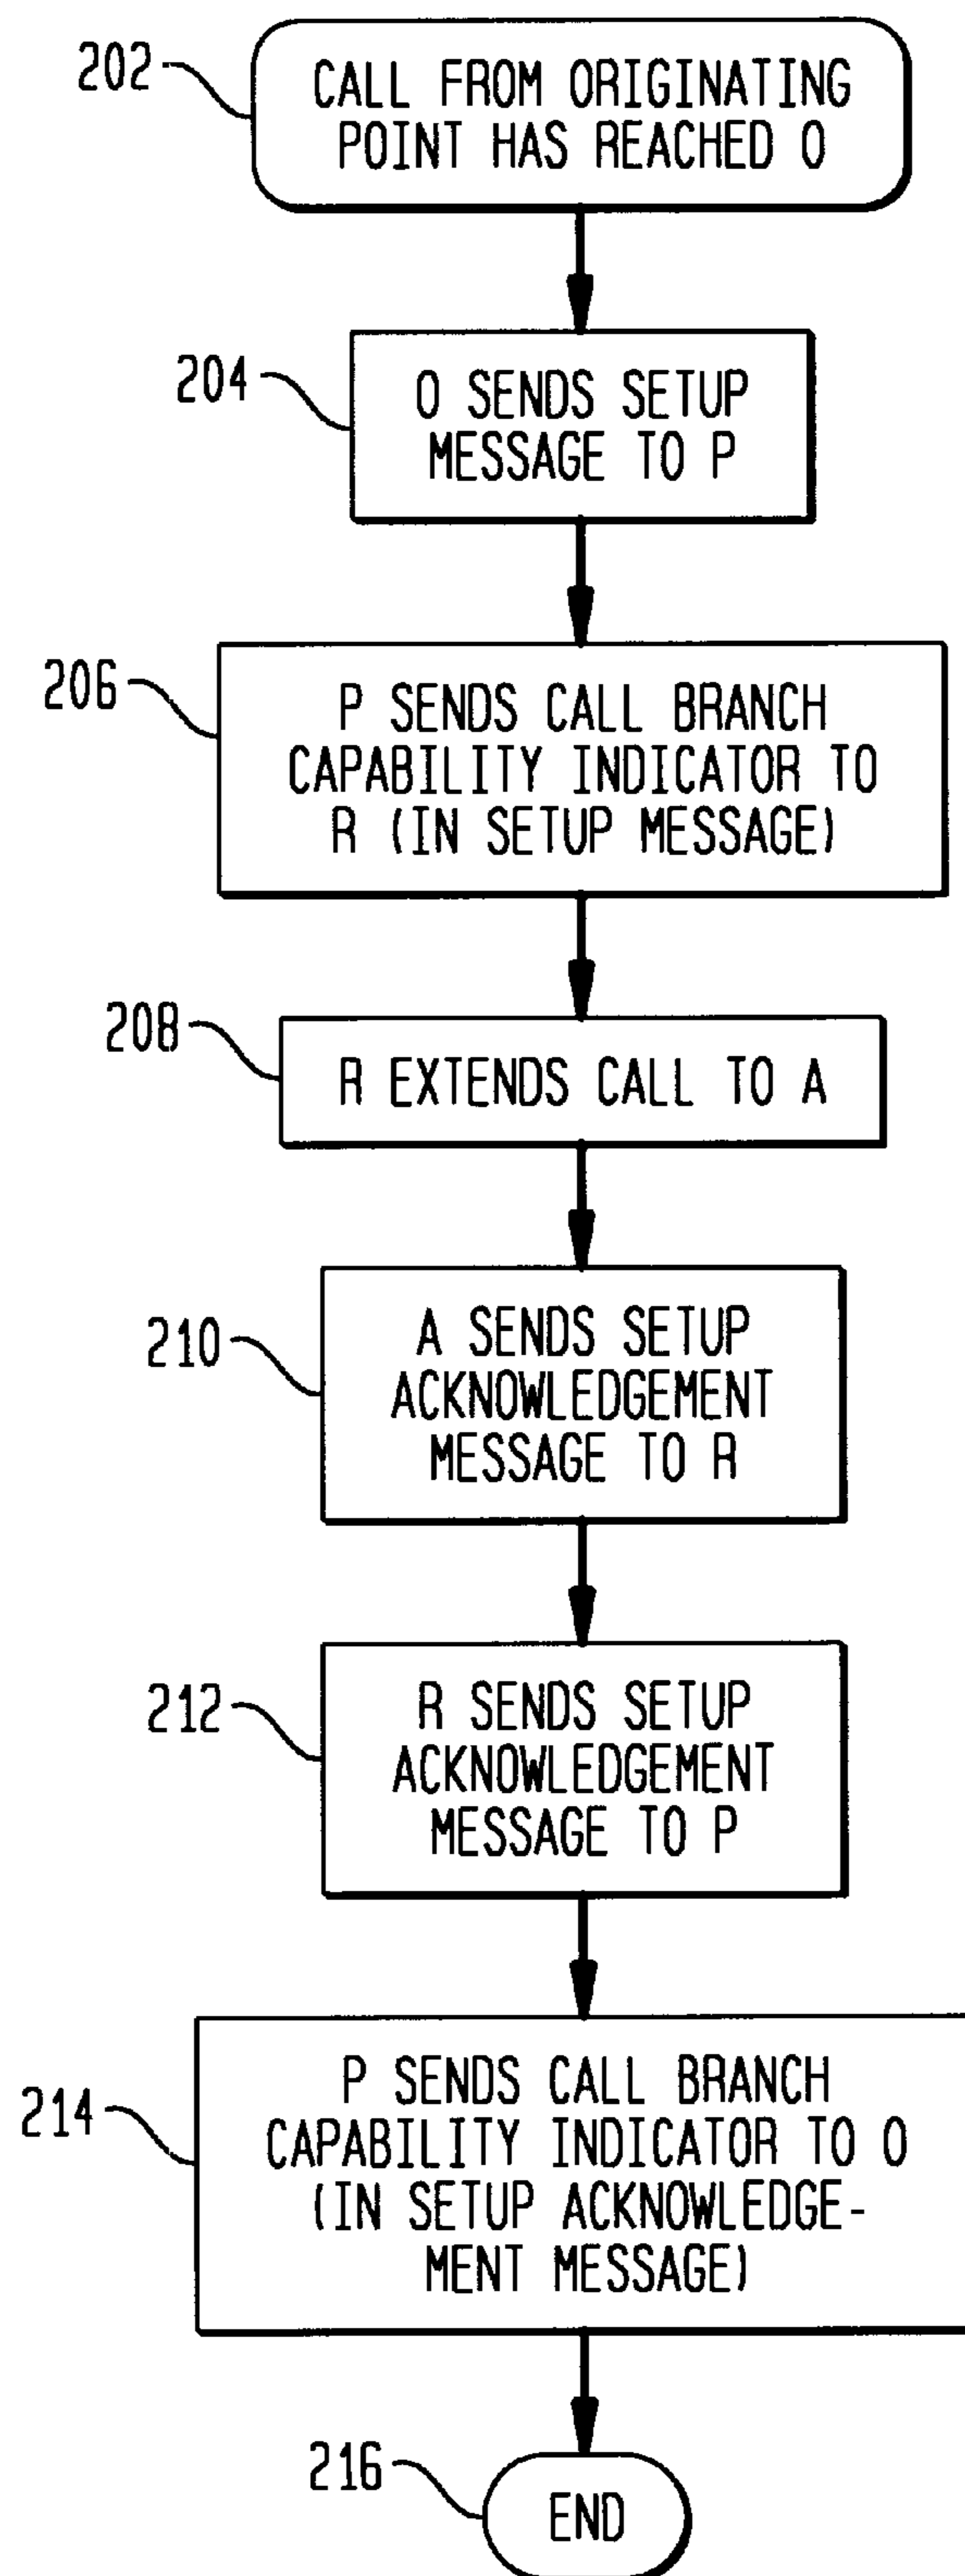 202
CALL FROM ORIGINATING
POINT HAS REACHED O
204
O SENDS SETUP
MESSAGE TO P
206
P SENDS CALL BRANCH
CAPABILITY INDICATOR TO
R (IN SETUP MESSAGE)
208
R EXTENDS CALL TO A
210
A SENDS SETUP
ACKNOWLEDGEMENT
MESSAGE TO R
212
R SENDS SETUP
ACKNOWLEDGEMENT
MESSAGE TO P
214
P SENDS CALL BRANCH
CAPABILITY INDICATOR TO O
(IN SETUP ACKNOWLEDGE-
MENT MESSAGE)
216
END